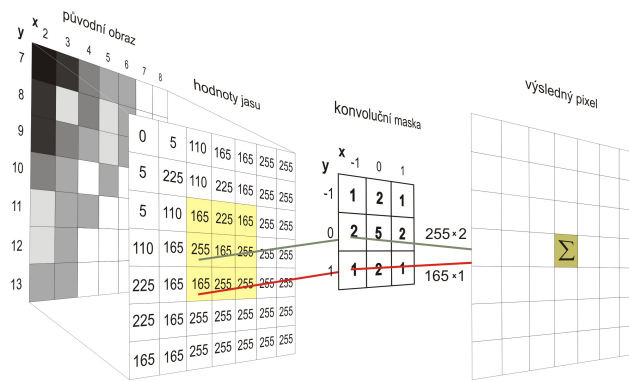 původní obraz
x 2 3 4 5 6 7 8
y
7
8
9
10
11
12
13
hodnoty jasu
0 5 110 165 165 255 255
5 225 110 225 165 255 255
5 110 165 225 165 255 255
110 165 255 165 255 255 255
225 165 165 255 255 255 255
225 165 255 255 255 255 255
165 165 255 255 255 255 255
konvoluční maska
x -1 0 1
y
-1 1 2 1
0 2 5 2
1 1 2 1
255×2
165×1
výsledný pixel
Σ